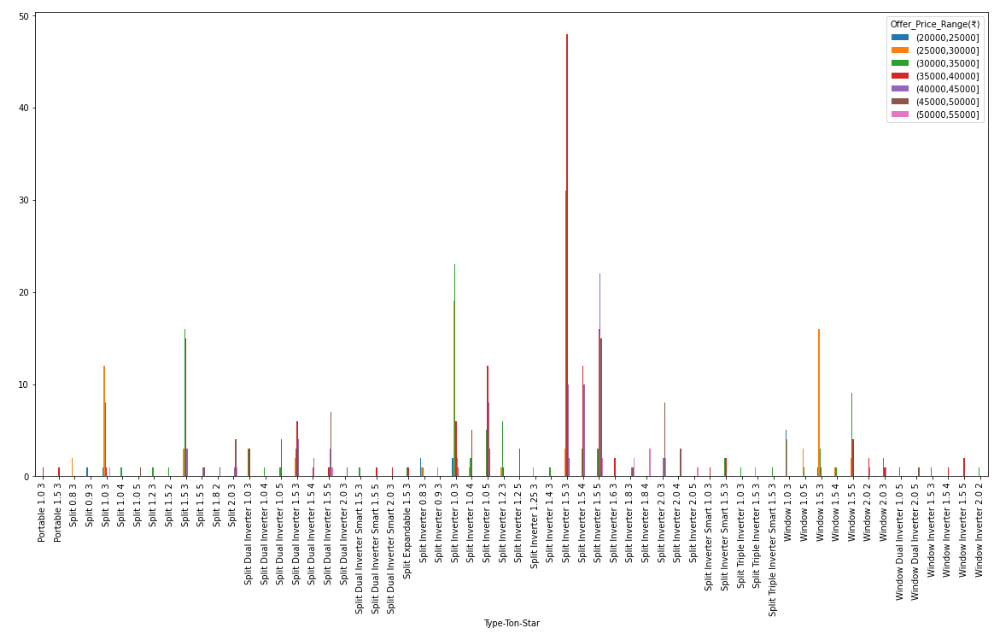 50
40
30
20
10
0
Offer_Price_Range(₹)
(20000,25000]
(25000,30000]
(30000,35000]
(35000,40000]
(40000,45000]
(45000,50000]
(50000,55000]
Portable 1.0 3
Portable 1.5 3
Split 0.8 3
Split 0.9 3
Split 1.0 3
Split 1.0 4
Split 1.0 5
Split 1.2 3
Split 1.5 2
Split 1.5 3
Split 1.5 5
Split 1.8 3
Split 2.0 3
Split Dual Inverter 1.0 3
Split Dual Inverter 1.0 4
Split Dual Inverter 1.0 5
Split Dual Inverter 1.5 3
Split Dual Inverter 1.5 4
Split Dual Inverter 1.5 5
Split Dual Inverter 2.0 3
Split Dual Inverter Smart 1.5 3
Split Dual Inverter Smart 1.5 5
Split Dual Inverter Smart 2.0 3
Split Expandable 1.5 3
Split Inverter 0.8 3
Split Inverter 0.9 3
Split Inverter 1.0 3
Split Inverter 1.0 4
Split Inverter 1.0 5
Split Inverter 1.2 3
Split Inverter 1.2 5
Split Inverter 1.25 3
Split Inverter 1.4 3
Split Inverter 1.5 3
Split Inverter 1.5 4
Split Inverter 1.5 5
Split Inverter 1.6 3
Split Inverter 1.8 3
Split Inverter 1.8 4
Split Inverter 2.0 3
Split Inverter 2.0 4
Split Inverter 2.0 5
Split Inverter Smart 1.0 3
Split Inverter Smart 1.5 3
Split Triple Inverter 1.0 3
Split Triple Inverter 1.5 3
Split Triple Inverter Smart 1.5 3
Window 1.0 3
Window 1.0 5
Window 1.5 3
Window 1.5 4
Window 1.5 5
Window 2.0 2
Window 2.0 3
Window Dual Inverter 1.0 5
Window Dual Inverter 2.0 5
Window Inverter 1.5 3
Window Inverter 1.5 4
Window Inverter 1.5 5
Window Inverter 2.0 2
Type-Ton-Star